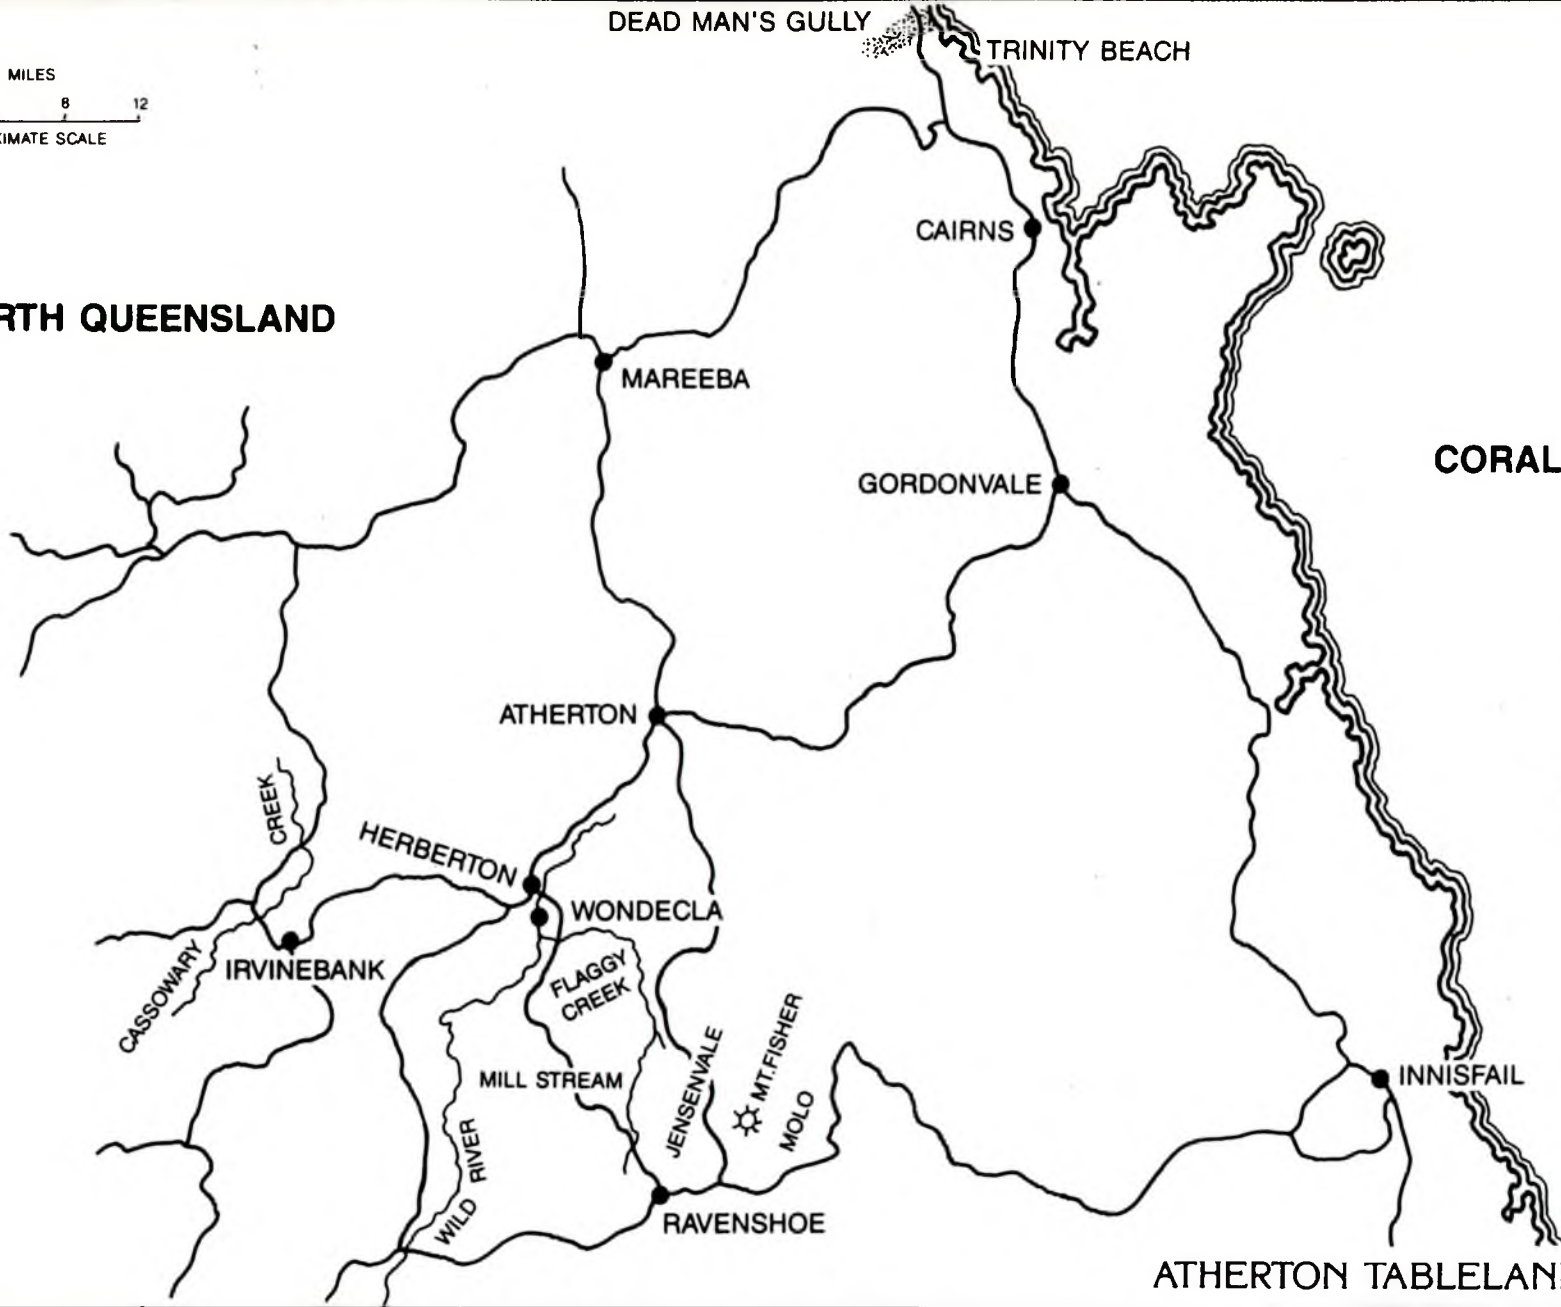 DEAD MAN'S GULLY
TRINITY BEACH
MILES
8 12
IMATE SCALE
CAIRNS
RTH QUEENSLAND
MAREEBA
CORAL
GORDONVALE
ATHERTON
CREEK
HERBERTON
WONDECLA
IRVINEBANK
CASSOWARY
FLAGGY
CREEK
MILL STREAM
JENSENVALE
MT.FISHER
MOLO
INNISFAIL
WILD RIVER
RAVENSHOE
ATHERTON TABLELAN